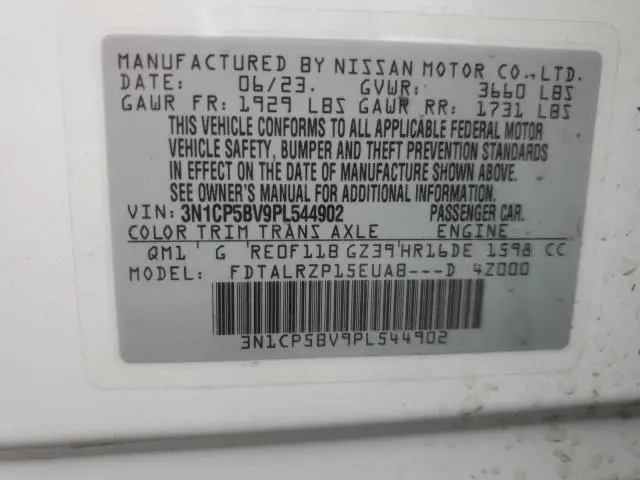 MANUFACTURED BY NISSAN MOTOR CO.,LTD.
DATE: 06/23. GVWR: 3660 LBS
GAWR FR: 1929 LBS GAWR RR: 1731 LBS
THIS VEHICLE CONFORMS TO ALL APPLICABLE FEDERAL MOTOR
VEHICLE SAFETY, BUMPER AND THEFT PREVENTION STANDARDS
IN EFFECT ON THE DATE OF MANUFACTURE SHOWN ABOVE.
SEE OWNER'S MANUAL FOR ADDITIONAL INFORMATION.
VIN: 3N1CP5BV9PL544902 PASSENGER CAR.
COLOR TRIM TRANS AXLE ENGINE
QM1 G RE0F11B GZ39 HR16DE 1598 CC
MODEL: FDTALRZP15EUA8---D 4Z000
3N1CP5BV9PL544902